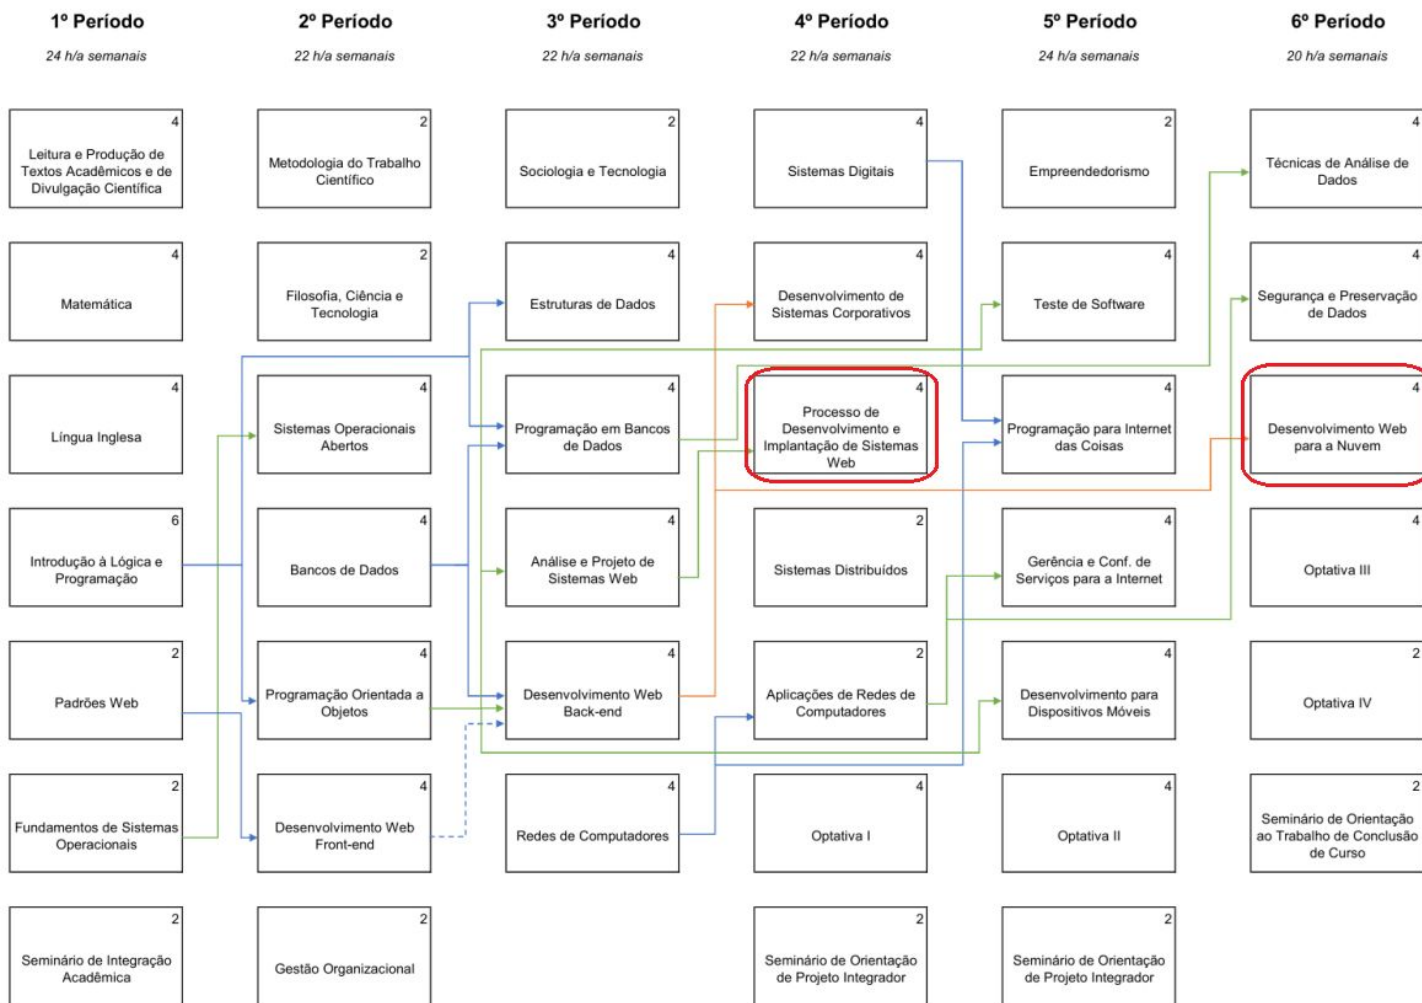 1º Período
24 h/a semanais
4
Leitura e Produção de
Textos Acadêmicos e de
Divulgação Científica
4
Matemática
4
Língua Inglesa
6
Introdução à Lógica e
Programação
2
Padrões Web
2
Fundamentos de Sistemas
Operacionais
2
Seminário de Integração
Acadêmica
2º Período
22 h/a semanais
2
Metodologia do Trabalho
Científico
2
Filosofia, Ciência e
Tecnologia
4
Sistemas Operacionais
Abertos
4
Bancos de Dados
4
Programação Orientada a
Objetos
4
Desenvolvimento Web
Front-end
2
Gestão Organizacional
3º Período
22 h/a semanais
2
Sociologia e Tecnologia
4
Estruturas de Dados
4
Programação em Bancos
de Dados
4
Análise e Projeto de
Sistemas Web
4
Desenvolvimento Web
Back-end
4
Redes de Computadores
4º Período
22 h/a semanais
4
Sistemas Digitais
4
Desenvolvimento de
Sistemas Corporativos
4
Processo de
Desenvolvimento e
Implantação de Sistemas
Web
2
Sistemas Distribuídos
2
Aplicações de Redes de
Computadores
4
Optativa I
2
Seminário de Orientação
de Projeto Integrador
5º Período
24 h/a semanais
2
Empreendedorismo
4
Teste de Software
4
Programação para Internet
das Coisas
4
Gerência e Conf. de
Serviços para a Internet
4
Desenvolvimento para
Dispositivos Móveis
4
Optativa II
2
Seminário de Orientação
de Projeto Integrador
6º Período
20 h/a semanais
4
Técnicas de Análise de
Dados
4
Segurança e Preservação
de Dados
4
Desenvolvimento Web
para a Nuvem
4
Optativa III
2
Optativa IV
2
Seminário de Orientação
ao Trabalho de Conclusão
de Curso